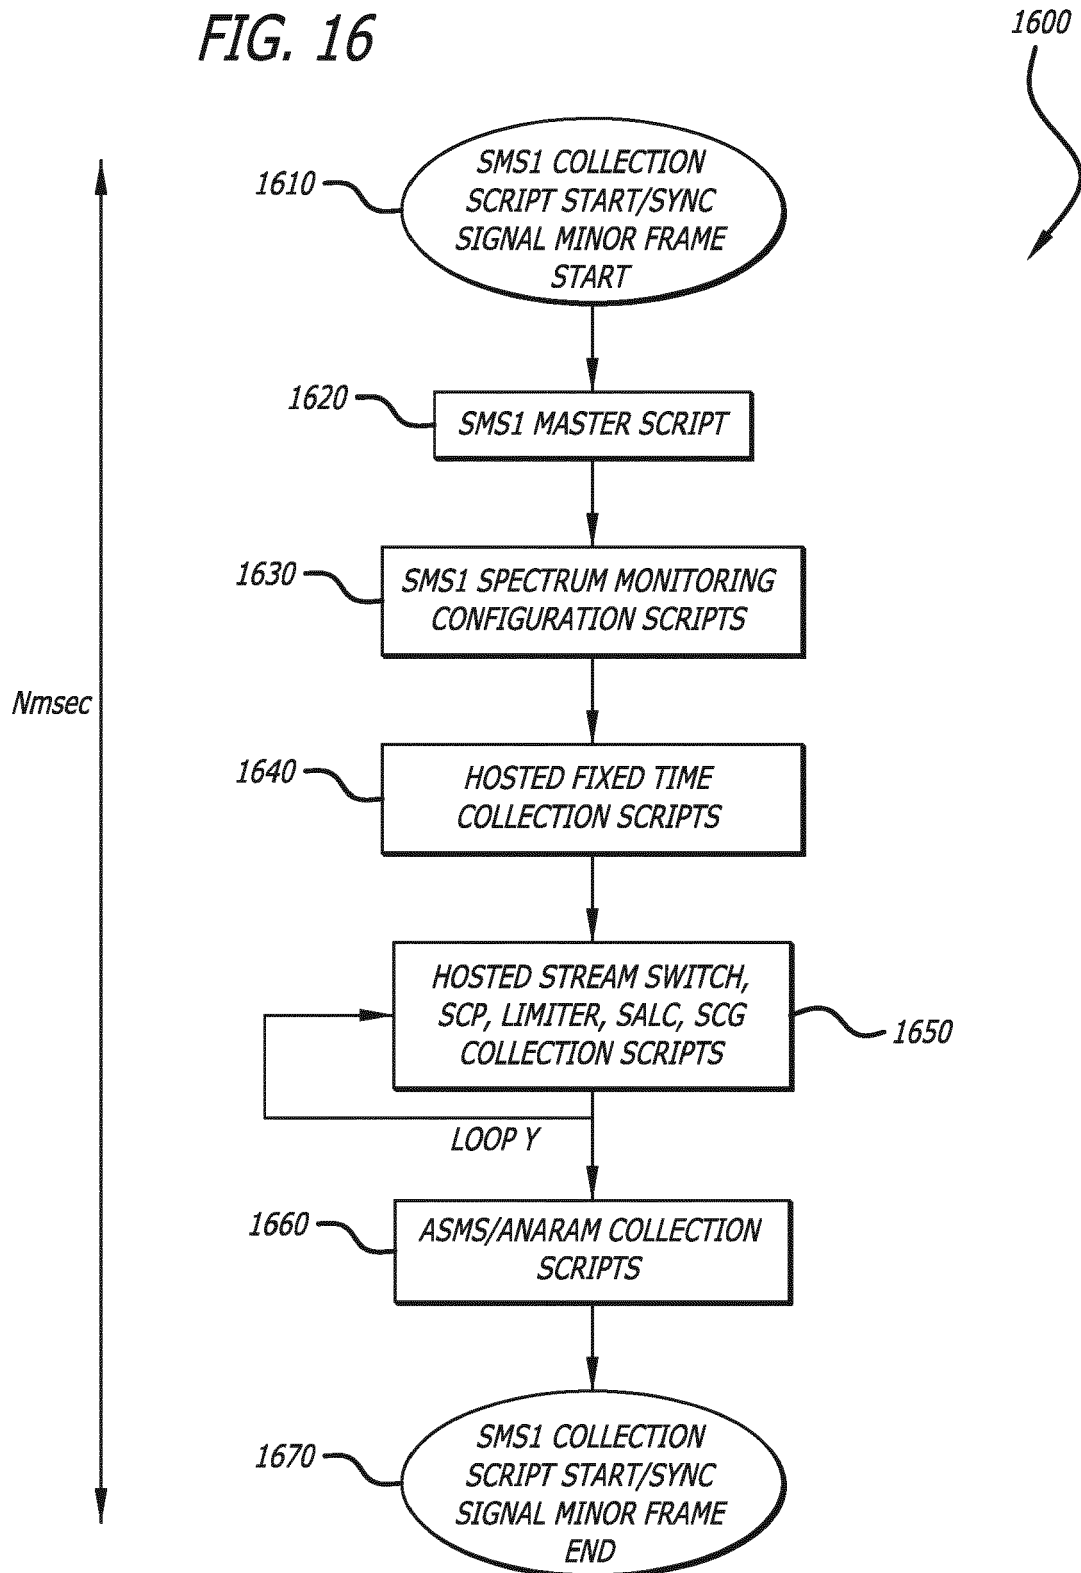 FIG. 16
1600
1610
SMS1 COLLECTION
SCRIPT START/SYNC
SIGNAL MINOR FRAME
START
1620
SMS1 MASTER SCRIPT
1630
SMS1 SPECTRUM MONITORING
CONFIGURATION SCRIPTS
Nmsec
1640
HOSTED FIXED TIME
COLLECTION SCRIPTS
HOSTED STREAM SWITCH,
SCP, LIMITER, SALC, SCG
COLLECTION SCRIPTS
1650
LOOP Y
1660
ASMS/ANARAM COLLECTION
SCRIPTS
1670
SMS1 COLLECTION
SCRIPT START/SYNC
SIGNAL MINOR FRAME
END